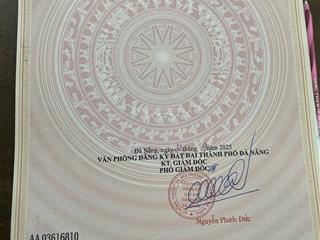 Đà Nẵng, ngày tháng năm 2025
VĂN PHÒNG ĐĂNG KÝ ĐẤT ĐAI THÀNH PHỐ ĐÀ NẴNG
KT. GIÁM ĐỐC
PHÓ GIÁM ĐỐC
Nguyễn Phước Đức
AA 03616810